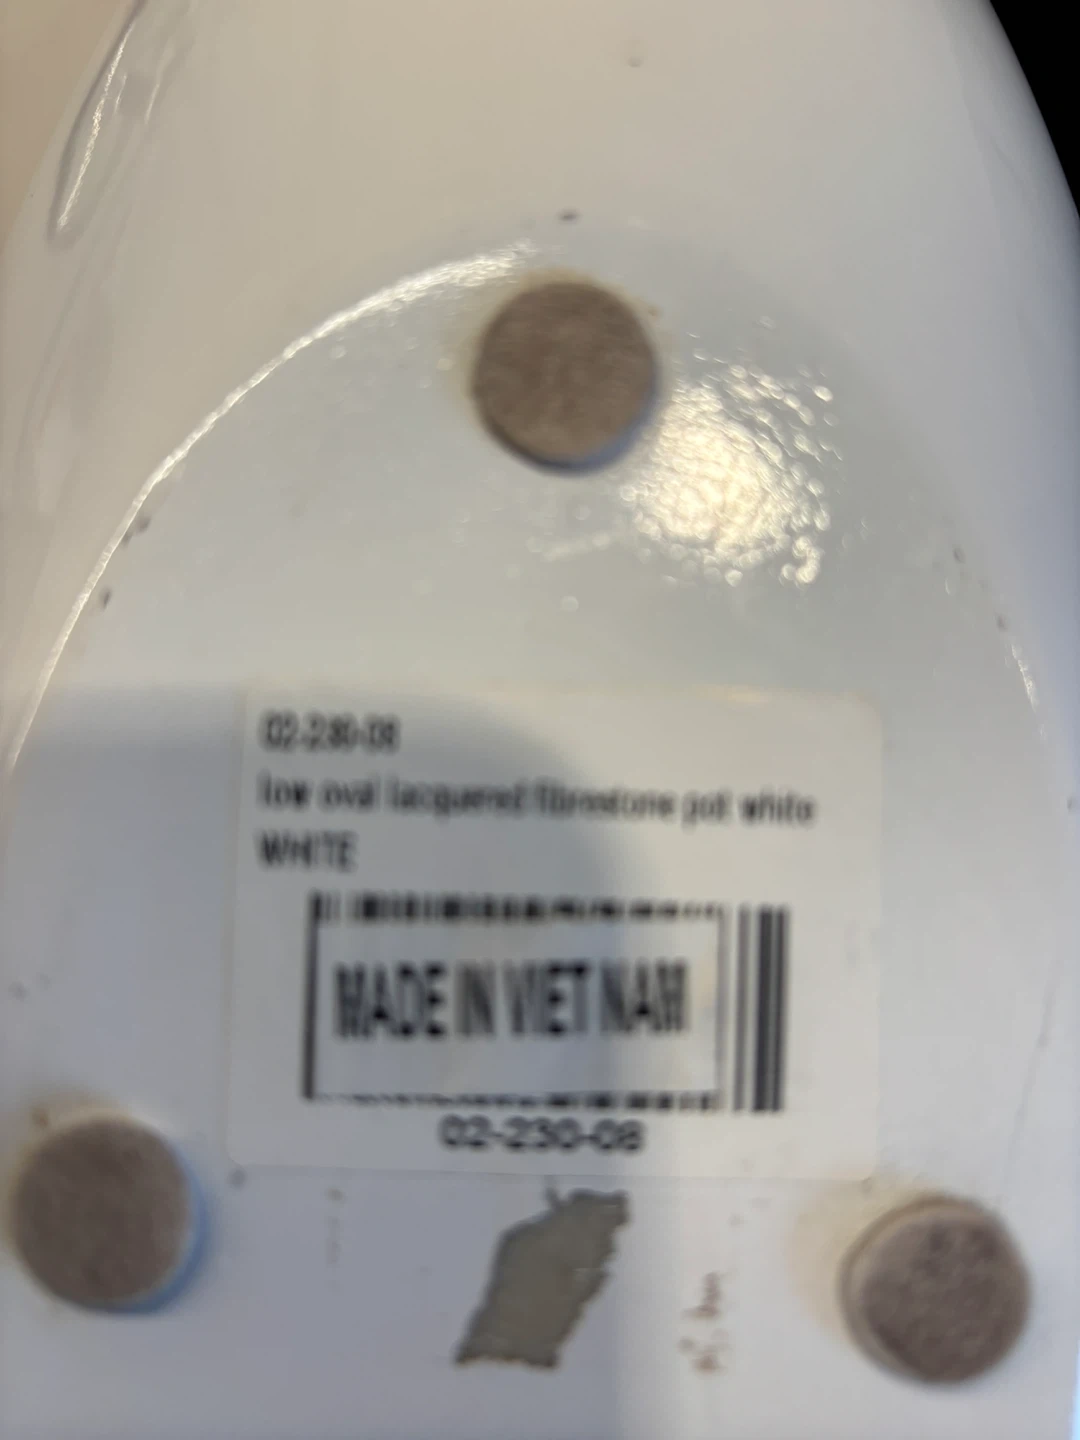 02-230-08
low oval lacquered fibrestone pot white
WHITE
MADE IN VIET NAM
02-230-08